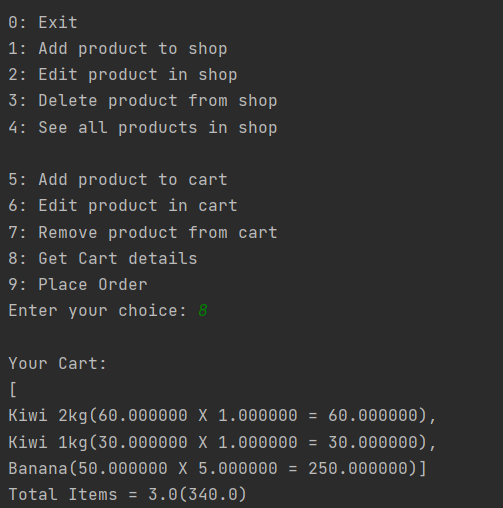 0: Exit
1: Add product to shop
2: Edit product in shop
3: Delete product from shop
4: See all products in shop
5: Add product to cart
6: Edit product in cart
7: Remove product from cart
8: Get Cart details
9: Place Order
Enter your choice: 8
Your Cart:
[
Kiwi 2kg(60.000000 X 1.000000 = 60.000000),
Kiwi 1kg(30.000000 X 1.000000 = 30.000000),
Banana(50.000000 X 5.000000 = 250.000000)]
Total Items = 3.0(340.0)